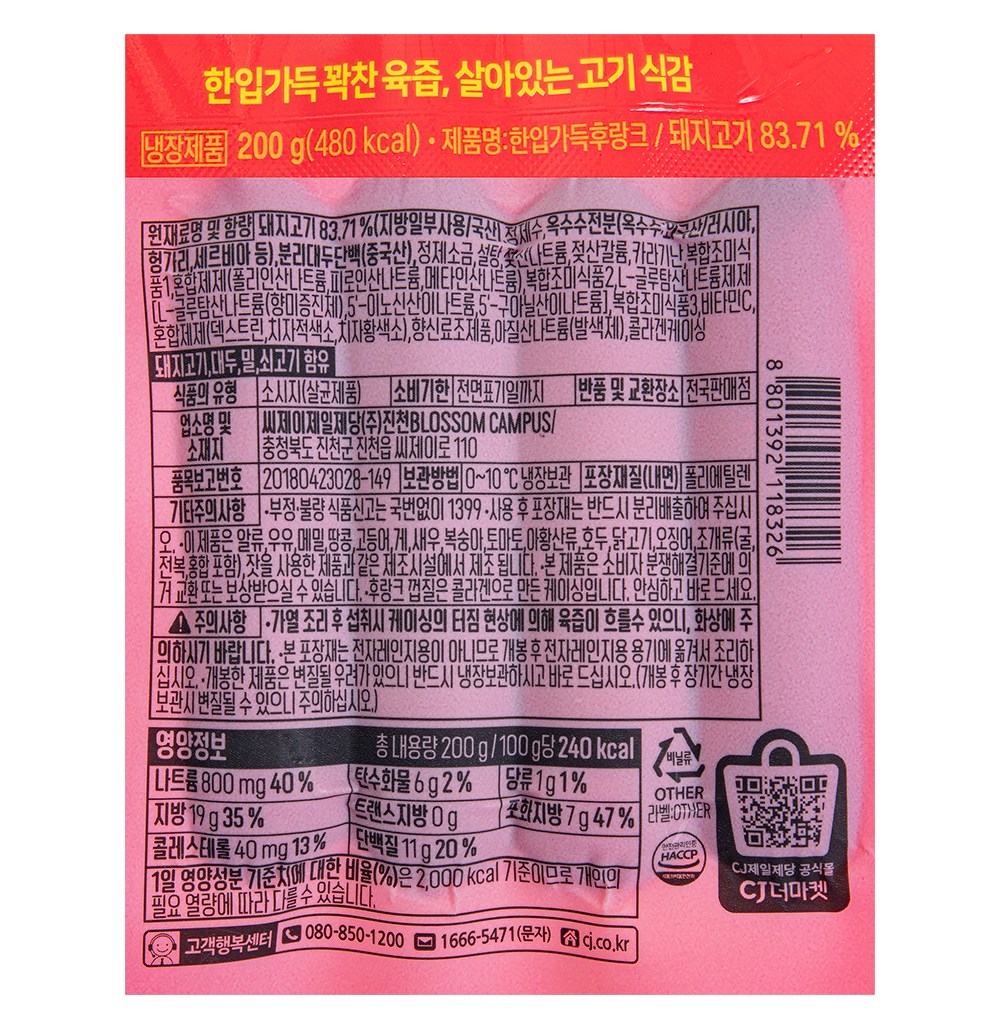 한입가득 꽉찬 육즙, 살아있는 고기 식감
냉장제품 200 g(480 kcal) • 제품명:한입가득후랑크 / 돼지고기 83.71 %
원재료명 및 함량 돼지고기 83.71%(지방일부사용/국산), 정제수, 옥수수전분(옥수수:외국산/러시아,
헝가리,세르비아 등),분리대두단백(중국산),정제소금,설탕,젖산나트륨,젖산칼륨,카라기난,복합조미식
품1,혼합제제(폴리인산나트륨,피로인산나트륨,메타인산나트륨),복합조미식품2,L-글루탐산나트륨제제
[L-글루탐산나트륨(향미증진제),5'-이노신산이나트륨,5'-구아닐산이나트륨],복합조미식품3,비타민C,
혼합제제(덱스트린,치자적색소,치자황색소),향신료조제품,아질산나트륨(발색제),콜라겐케이싱
돼지고기,대두,밀,쇠고기 함유
식품의 유형 소시지(살균제품) 소비기한 전면표기일까지 반품 및 교환장소 전국판매점
업소명 및 소재지 씨제이제일제당(주)진천BLOSSOM CAMPUS/
충청북도 진천군 진천읍 씨제이로 110
품목보고번호 20180423028-149 보관방법 0~10 ℃ 냉장보관 포장재질(내면) 폴리에틸렌
기타주의사항 •부정·불량 식품신고는 국번없이 1399 •사용 후 포장재는 반드시 분리배출하여 주십시
오. •이 제품은 알류,우유,메밀,땅콩,고등어,게,새우,복숭아,토마토,아황산류,호두,닭고기,오징어,조개류(굴,
전복,홍합 포함),잣을 사용한 제품과 같은 제조시설에서 제조됩니다. •본 제품은 소비자 분쟁해결기준에 의
거 교환 또는 보상받으실 수 있습니다. •후랑크 껍질은 콜라겐으로 만든 케이싱입니다. 안심하고 바로 드세요.
주의사항 •가열 조리 후 섭취시 케이싱의 터짐 현상에 의해 육즙이 흐를수 있으니, 화상에 주
의하시기 바랍니다. •본 포장재는 전자레인지용이 아니므로 개봉 후 전자레인지용 용기에 옮겨서 조리하
십시오. •개봉한 제품은 변질될 우려가 있으니 반드시 냉장보관하시고 바로 드십시오.(개봉 후 장기간 냉장
보관시 변질될 수 있으니 주의하십시오.)
8 801392 118326
영양정보 총 내용량 200 g / 100 g당 240 kcal
나트륨 800 mg 40 % 탄수화물 6 g 2 % 당류 1 g 1 %
지방 19 g 35 % 트랜스지방 0 g 포화지방 7 g 47 %
콜레스테롤 40 mg 13 % 단백질 11 g 20 %
1일 영양성분 기준치에 대한 비율(%)은 2,000 kcal 기준이므로 개인의
필요 열량에 따라 다를 수 있습니다.
비닐류
OTHER
라벨:OTHER
안전관리인증
HACCP
CJ제일제당 공식몰
CJ더마켓
고객행복센터 080-850-1200 1666-5471(문자) cj.co.kr